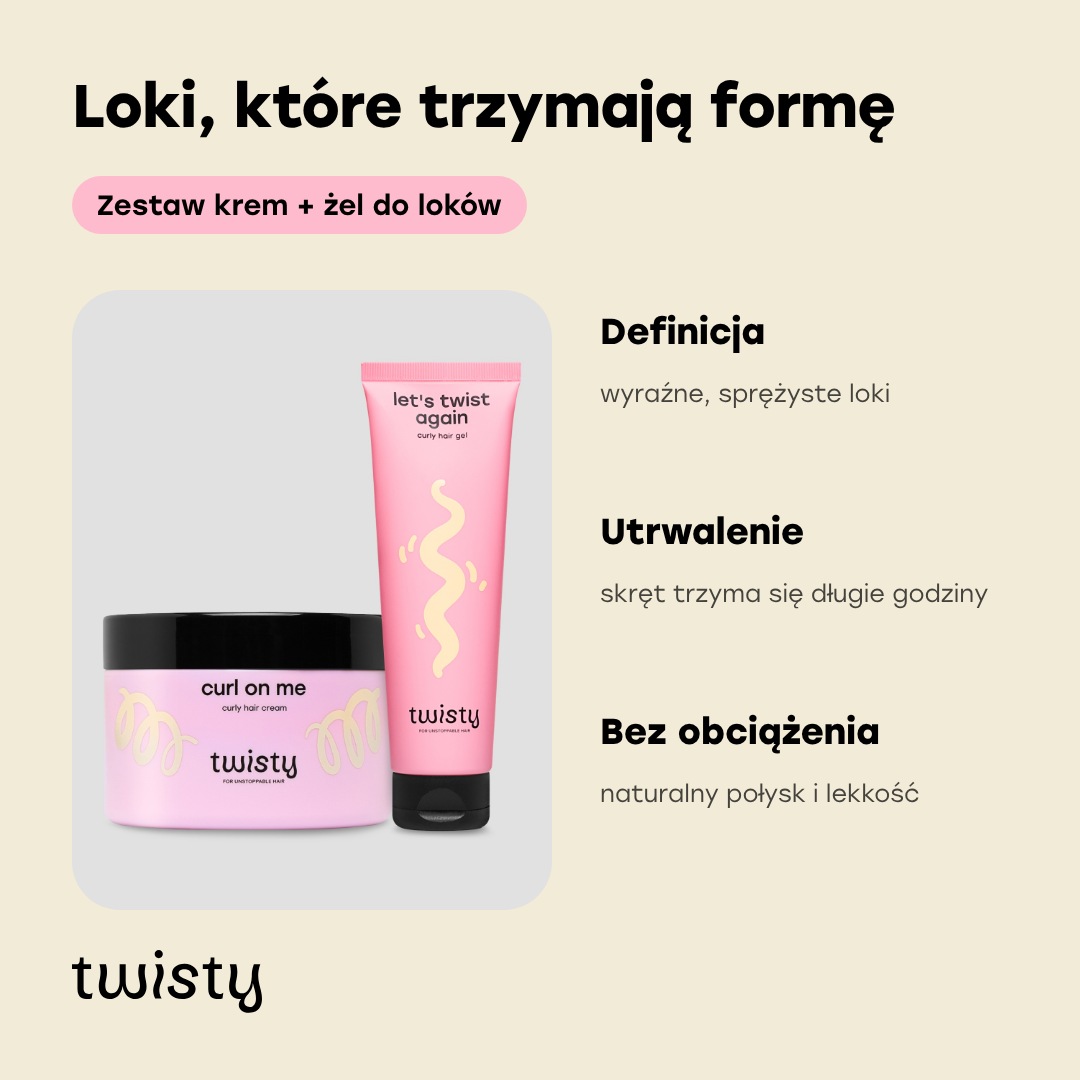 Loki, które trzymają formę
Zestaw krem + żel do loków
let's twist
again
curly hair gel
twisty
FOR UNSTOPPABLE HAIR
curl on me
curly hair cream
twisty
FOR UNSTOPPABLE HAIR
Definicja
wyraźne, sprężyste loki
Utrwalenie
skręt trzyma się długie godziny
Bez obciążenia
naturalny połysk i lekkość
twisty